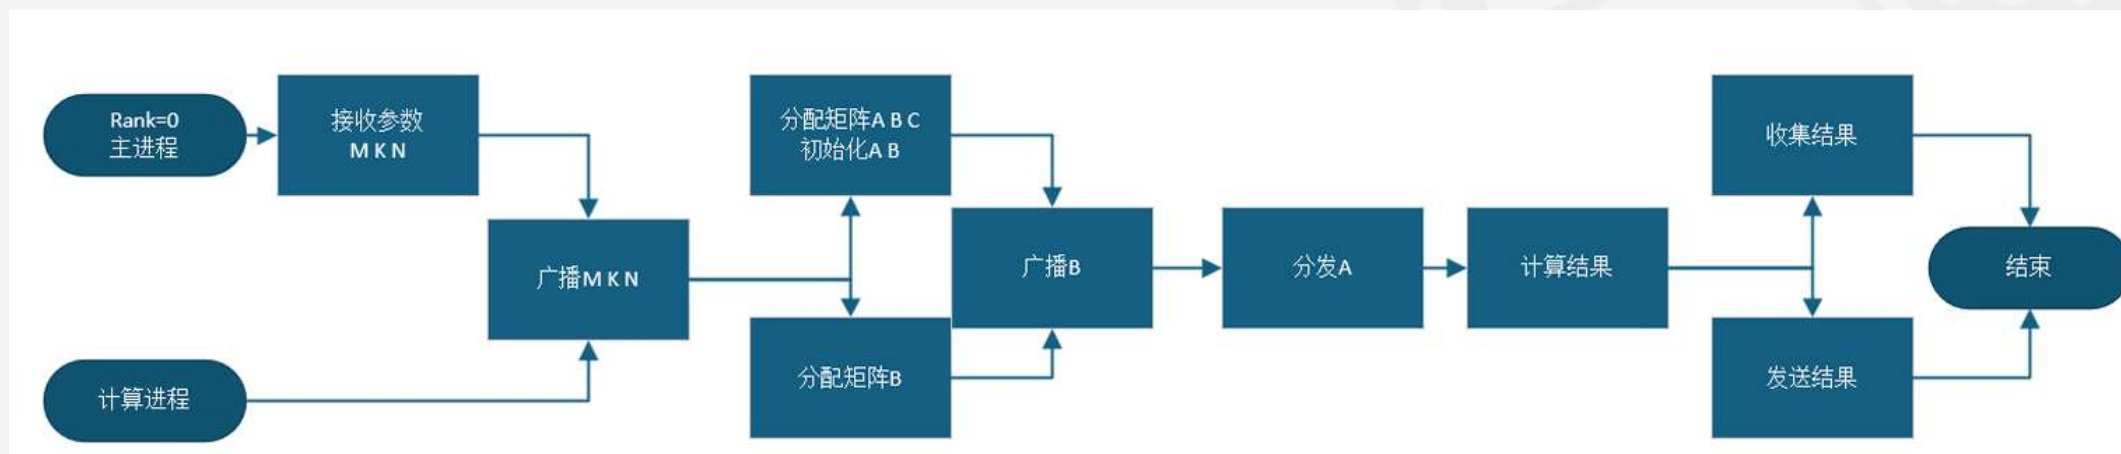 Rank=0
主进程
接收参数
M K N
广播M K N
计算进程
分配矩阵A B C
初始化A B
分配矩阵B
广播B
分发A
计算结果
收集结果
发送结果
结束